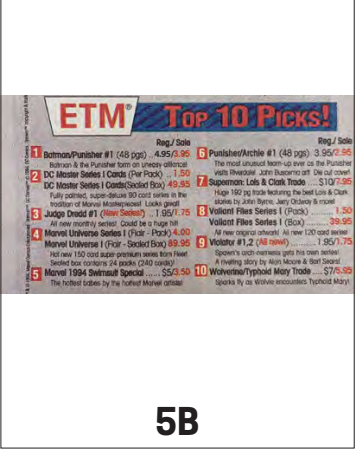 ETM®
TOP 10 PICKS!
Reg./ Sale
1 Batman/Punisher #1 (48 pgs) .. 4.95/3.95
Batman & the Punisher form an uneasy alliance!
2 DC Master Series I Cards (Per Pack) .. 1.50
DC Master Series I Cards (Sealed Box) 49.95
Fully painted, super-deluxe 90 card series in the
tradition of Marvel Masterpieces! Looks great!
3 Judge Dredd #1 (New Series!) .. 1.95/1.75
All new monthly series! Could be a huge hit!
4 Marvel Universe Series I (Flair - Pack) 4.00
Marvel Universe I (Flair - Sealed Box) 89.95
Hot new 150 card super-premium series from Fleer!
Sealed box contains 24 packs (240 cards)!
5 Marvel 1994 Swimsuit Special ..... $5/3.50
The hottest babes by the hottest Marvel artists!
Reg./ Sale
6 Punisher/Archie #1 (48 pgs) 3.95/2.95
The most unusual team-up ever as the Punisher
visits Riverdale! John Buscema art! Die cut cover!
7 Superman: Lois & Clark Trade .... $10/7.95
Huge 192 pg trade featuring the best Lois & Clark
stories by John Byrne, Jerry Ordway & more!
8 Valiant Files Series I (Pack) ............ 1.50
Valiant Files Series I (Box) ............ 39.95
All new original artwork! All new 120 card series!
9 Violator #1,2 (All new!) ........... 1.95/1.75
Spawn's arch-nemesis gets his own series!
A riveting story by Alan Moore & Bart Sears!
10 Wolverine/Typhoid Mary Trade .... $7/5.95
Sparks fly as Wolvie encounters Typhoid Mary!
5B